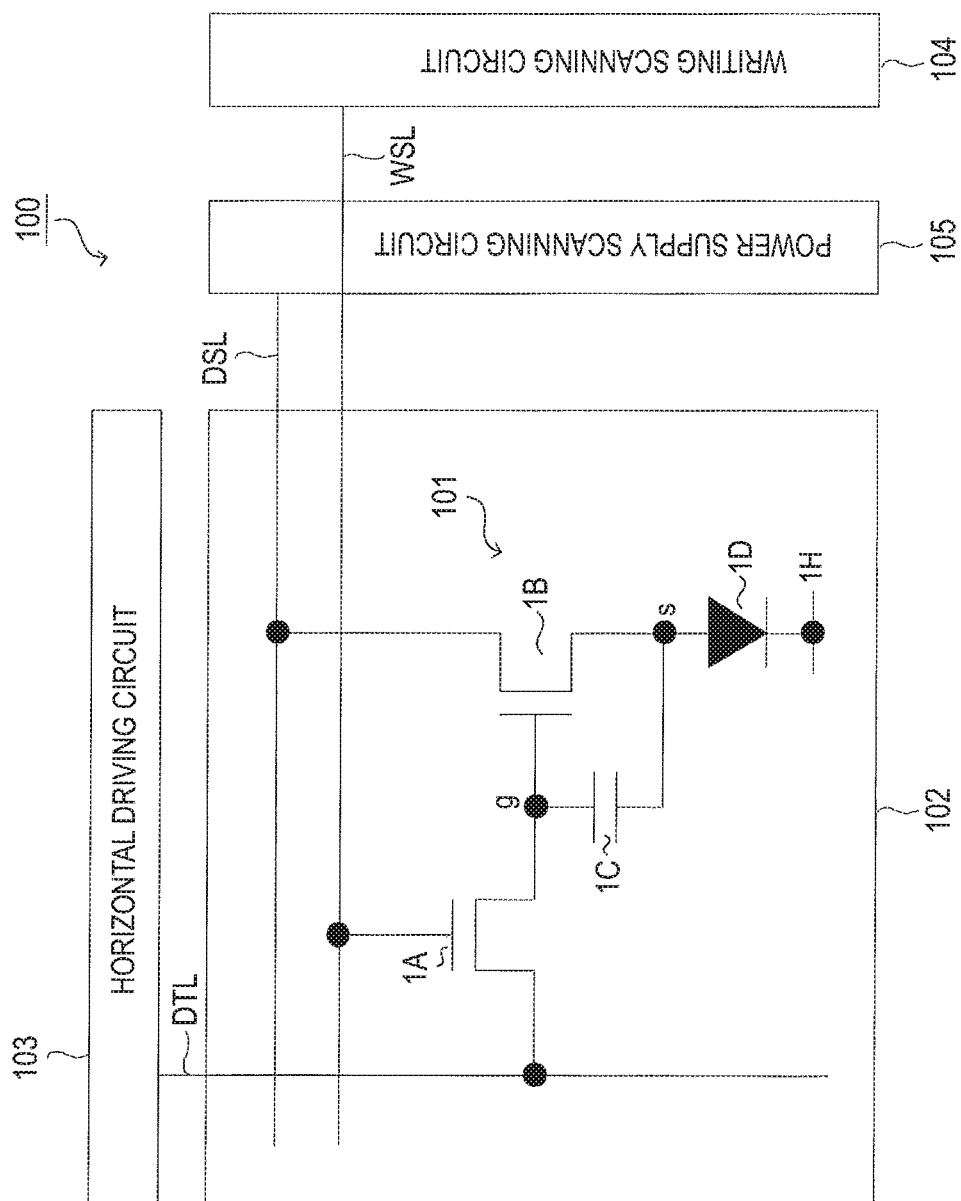 100
103
HORIZONTAL DRIVING CIRCUIT
DTL
DSL
WSL
POWER SUPPLY SCANNING CIRCUIT
105
WRITING SCANNING CIRCUIT
104
101
1A
g
1B
1C
s
1D
1H
102